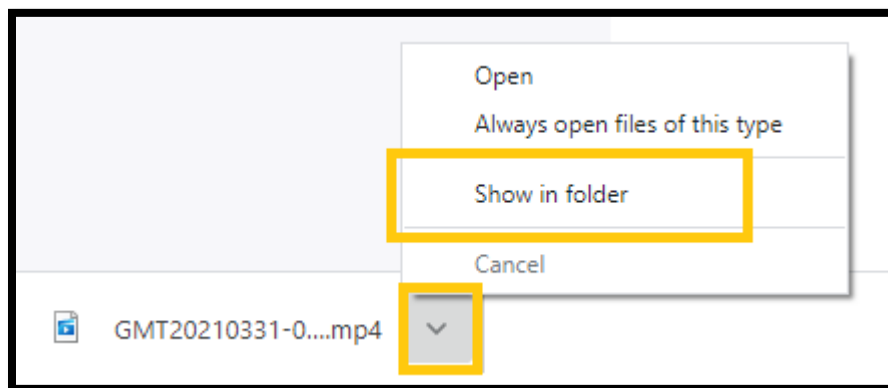 Open
Always open files of this type
Show in folder
Cancel
GMT20210331-0....mp4